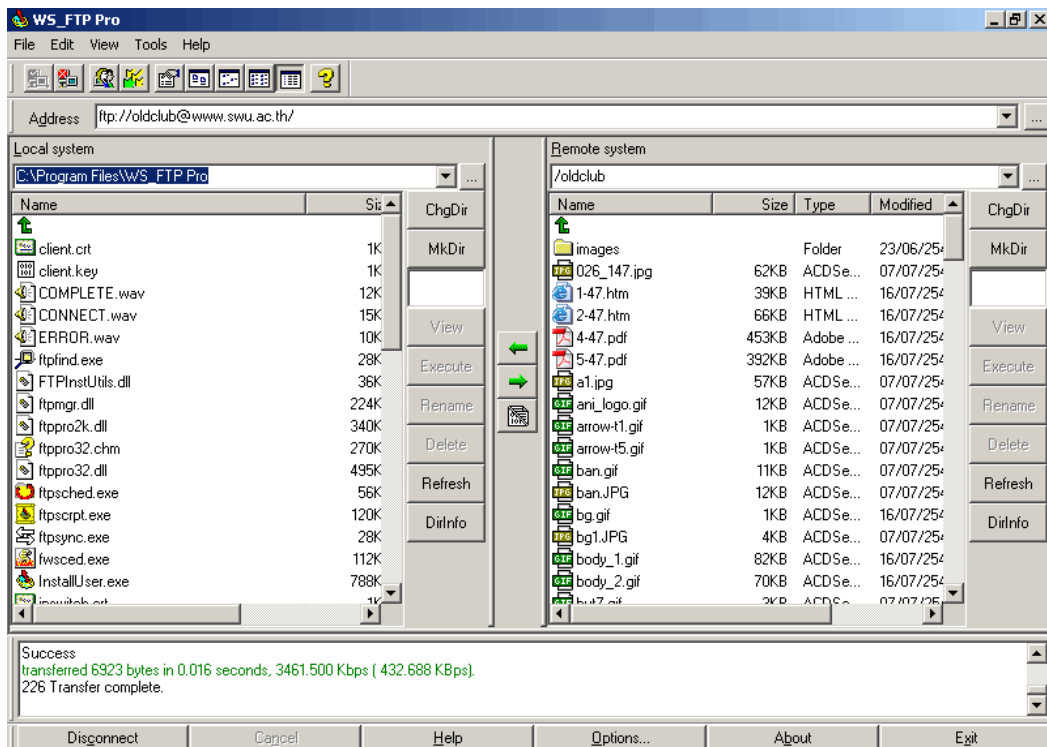 WS_FTP Pro
File Edit View Tools Help
Address ftp://oldclub@www.swu.ac.th/ ...
Local system
C:\Program Files\WS_FTP Pro ...
Name Siz
client.crt 1K
client.key 1K
COMPLETE.wav 12K
CONNECT.wav 15K
ERROR.wav 10K
ftpfind.exe 28K
FTPInstUtils.dll 36K
ftpmgr.dll 224K
ftppro2k.dll 340K
ftppro32.chm 270K
ftppro32.dll 495K
ftpsched.exe 56K
ftpscrpt.exe 120K
ftpsync.exe 28K
fwsced.exe 112K
InstallUser.exe 788K
ipswitch.crt 1K
ChgDir
MkDir
View
Execute
Rename
Delete
Refresh
DirInfo
Remote system
/oldclub ...
Name Size Type Modified
images Folder 23/06/254
026_147.jpg 62KB ACDSe... 07/07/254
1-47.htm 39KB HTML ... 16/07/254
2-47.htm 66KB HTML ... 16/07/254
4-47.pdf 453KB Adobe ... 16/07/254
5-47.pdf 392KB Adobe ... 16/07/254
a1.jpg 57KB ACDSe... 07/07/254
ani_logo.gif 12KB ACDSe... 07/07/254
arrow-t1.gif 1KB ACDSe... 07/07/254
arrow-t5.gif 1KB ACDSe... 07/07/254
ban.gif 11KB ACDSe... 07/07/254
ban.JPG 12KB ACDSe... 07/07/254
bg.gif 1KB ACDSe... 16/07/254
bg1.JPG 4KB ACDSe... 07/07/254
body_1.gif 82KB ACDSe... 16/07/254
body_2.gif 70KB ACDSe... 16/07/254
but7.gif ACDSe... 07/07/254
ChgDir
MkDir
View
Execute
Rename
Delete
Refresh
DirInfo
Success
transferred 6923 bytes in 0.016 seconds, 3461.500 Kbps ( 432.688 KBps).
226 Transfer complete.
Disconnect Cancel Help Options... About Exit